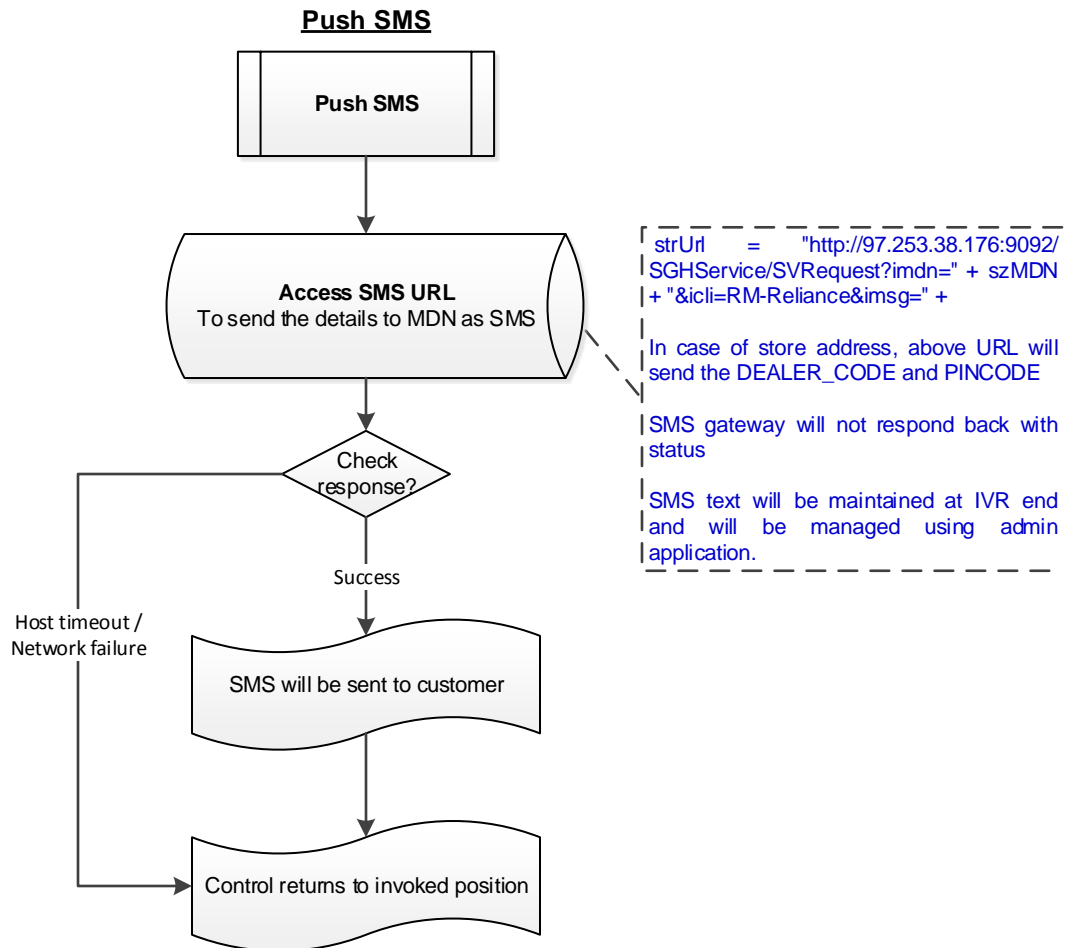 Push SMS
Push SMS
Access SMS URL
To send the details to MDN as SMS
strUrl = "http://97.253.38.176:9092/
SGHService/SVRequest?imdn=" + szMDN
+ "&icli=RM-Reliance&imsg=" +
In case of store address, above URL will
send the DEALER_CODE and PINCODE
SMS gateway will not respond back with
status
SMS text will be maintained at IVR end
and will be managed using admin
application.
Check
response?
Success
Host timeout /
Network failure
SMS will be sent to customer
Control returns to invoked position